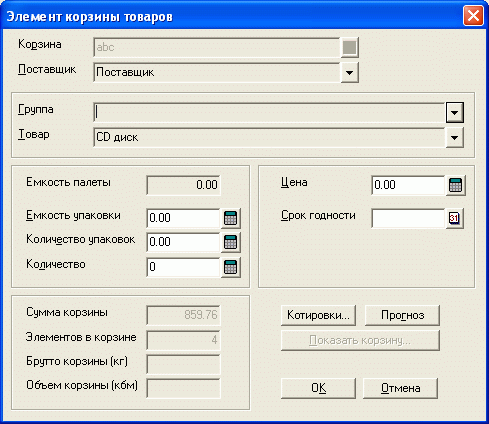 Элемент корзины товаров
Корзина abc
Поставщик Поставщик
Группа
Товар CD диск
Емкость палеты 0.00
Емкость упаковки 0.00
Количество упаковок 0.00
Количество 0
Цена 0.00
Срок годности 31
Сумма корзины 859.76
Элементов в корзине 4
Брутто корзины (кг)
Объем корзины (кбм)
Котировки... Прогноз
Показать корзину...
OK Отмена